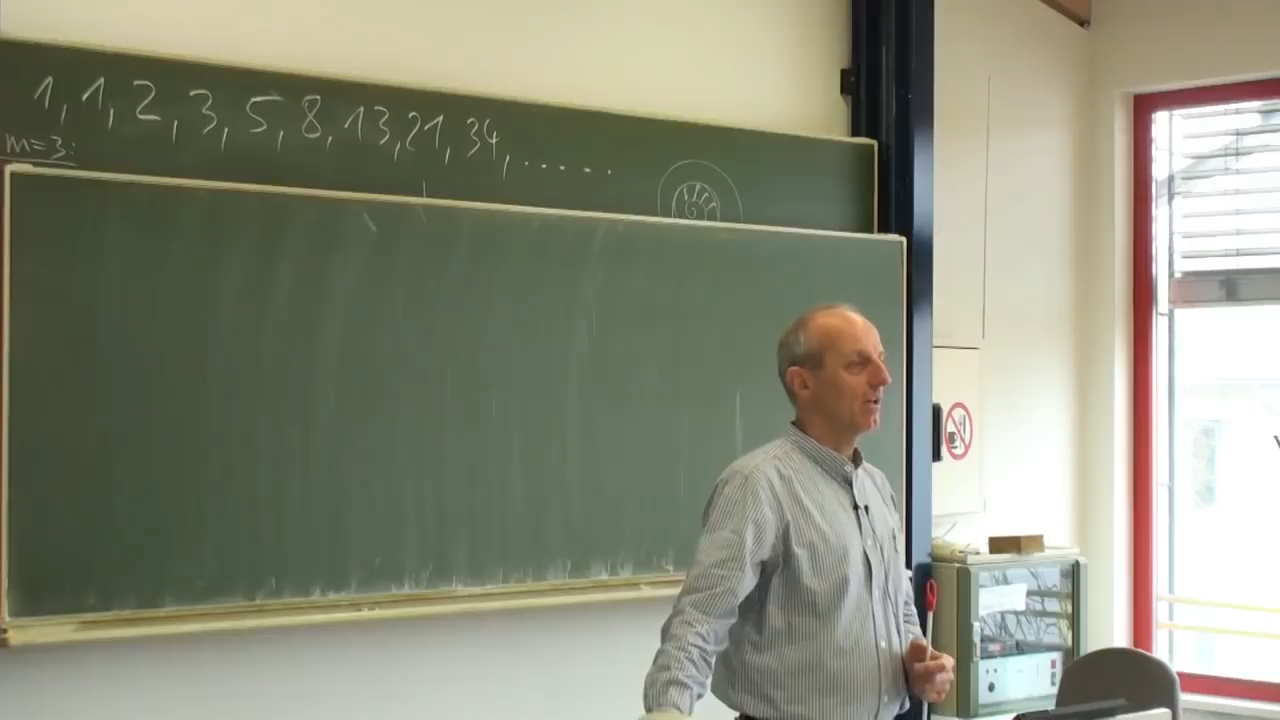 1, 1, 2, 3, 5, 8, 13, 21, 34, .....
m=3: